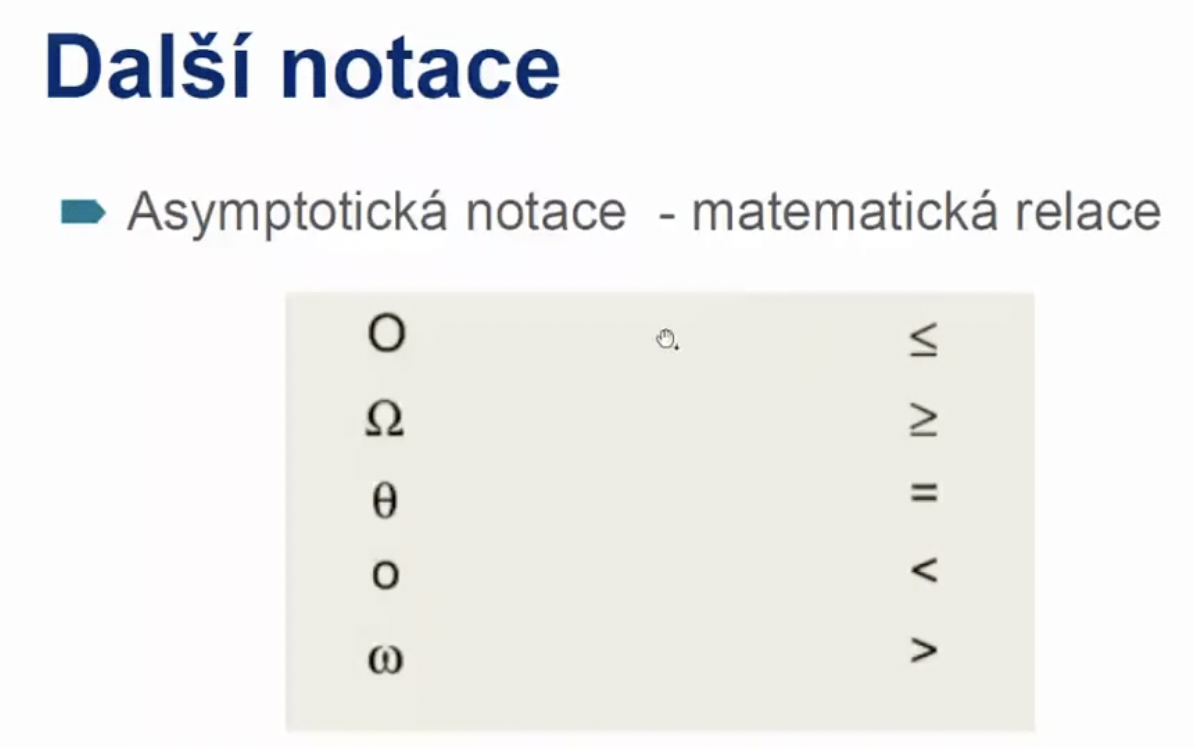 Další notace
Asymptotická notace - matematická relace
O ≤
Ω ≥
θ =
o <
ω >